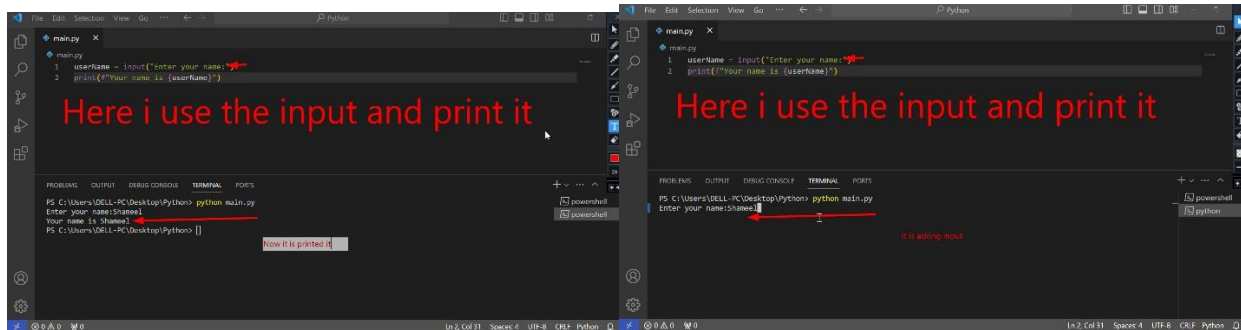 File Edit Selection View Go ... Python
main.py
main.py
1 userName = input("Enter your name:")
2 print(f"Your name is {userName}")
Here i use the input and print it
PROBLEMS OUTPUT DEBUG CONSOLE TERMINAL PORTS
PS C:\Users\DELL-PC\Desktop\Python> python main.py
Enter your name:Shameel
Your name is Shameel
PS C:\Users\DELL-PC\Desktop\Python>
powershell
powershell
Now it is printed it
0 0 0 Ln 2, Col 31 Spaces: 4 UTF-8 CRLF Python
File Edit Selection View Go ... Python
main.py
main.py
1 userName = input("Enter your name:")
2 print(f"Your name is {userName}")
Here i use the input and print it
PROBLEMS OUTPUT DEBUG CONSOLE TERMINAL PORTS
PS C:\Users\DELL-PC\Desktop\Python> python main.py
Enter your name:Shameel
powershell
python
It is asking input
0 0 0 Ln 2, Col 31 Spaces: 4 UTF-8 CRLF Python